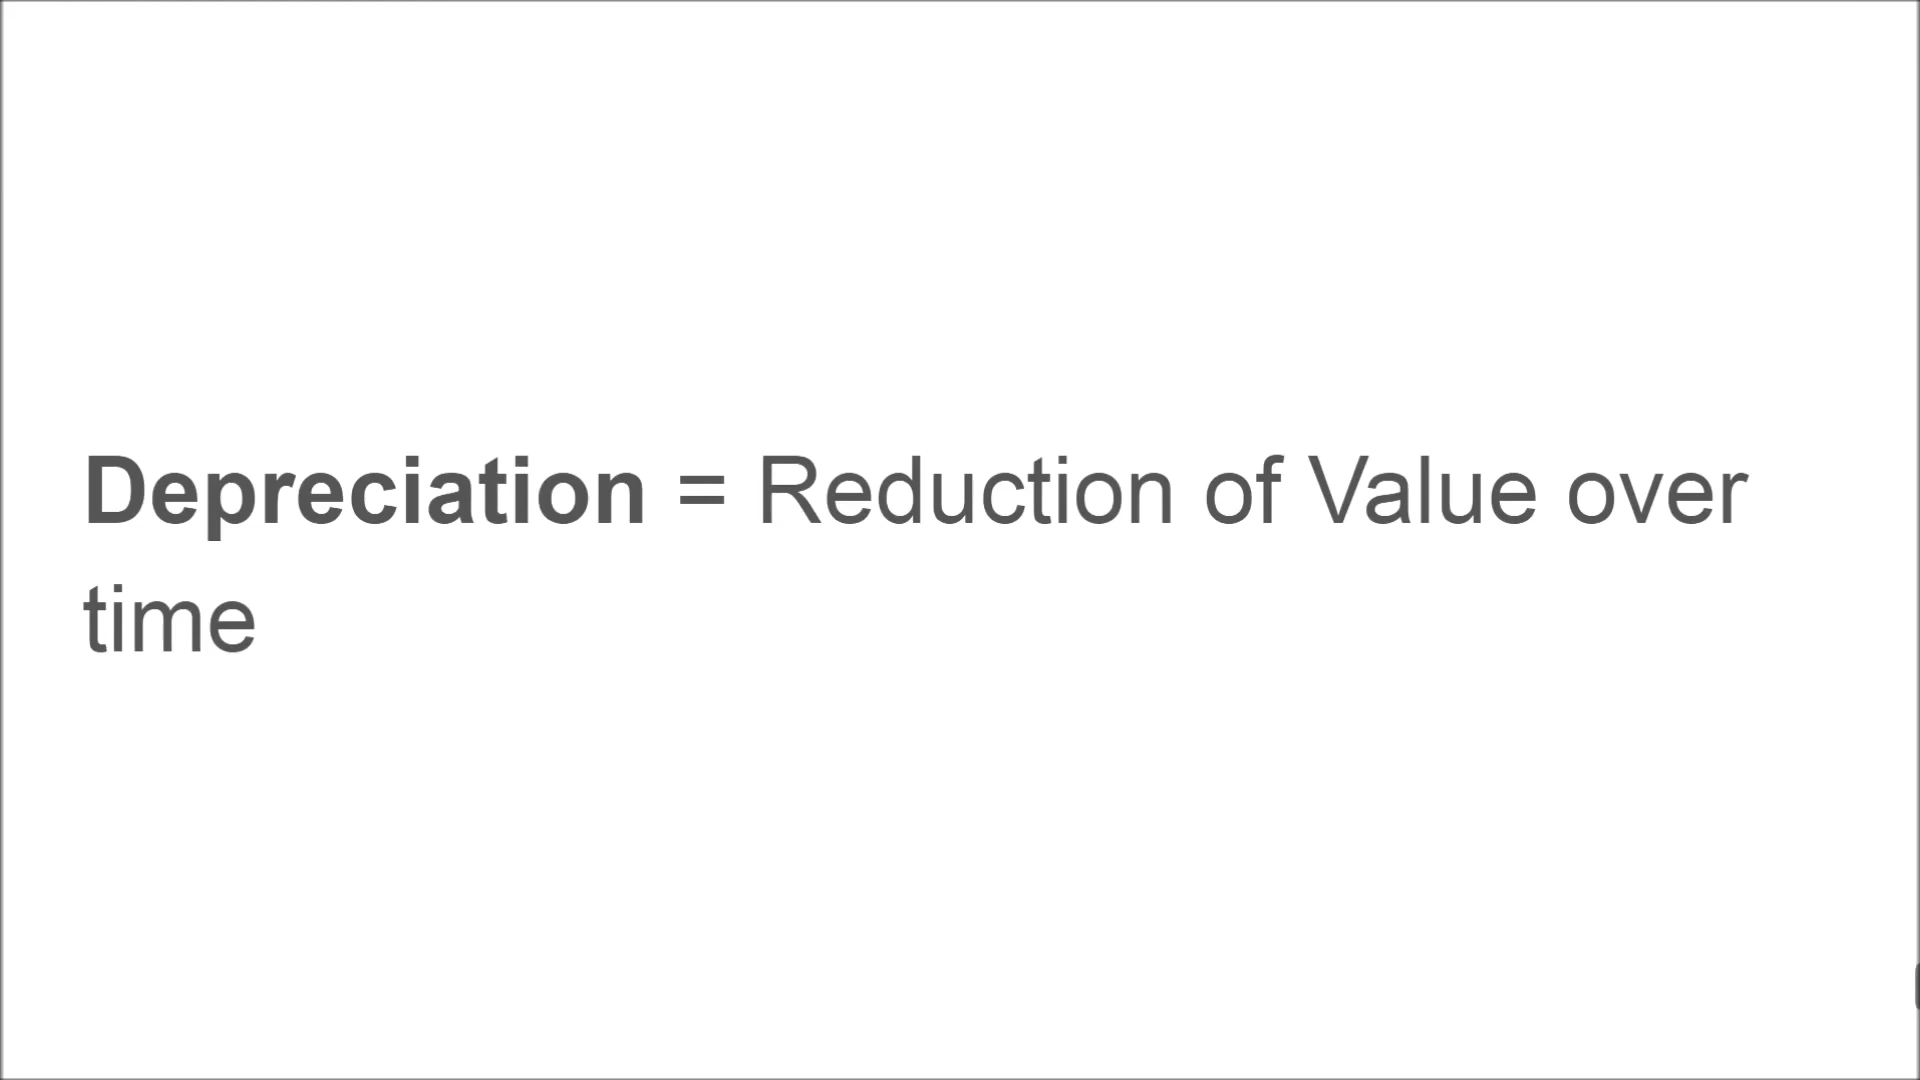 Depreciation = Reduction of Value over
time